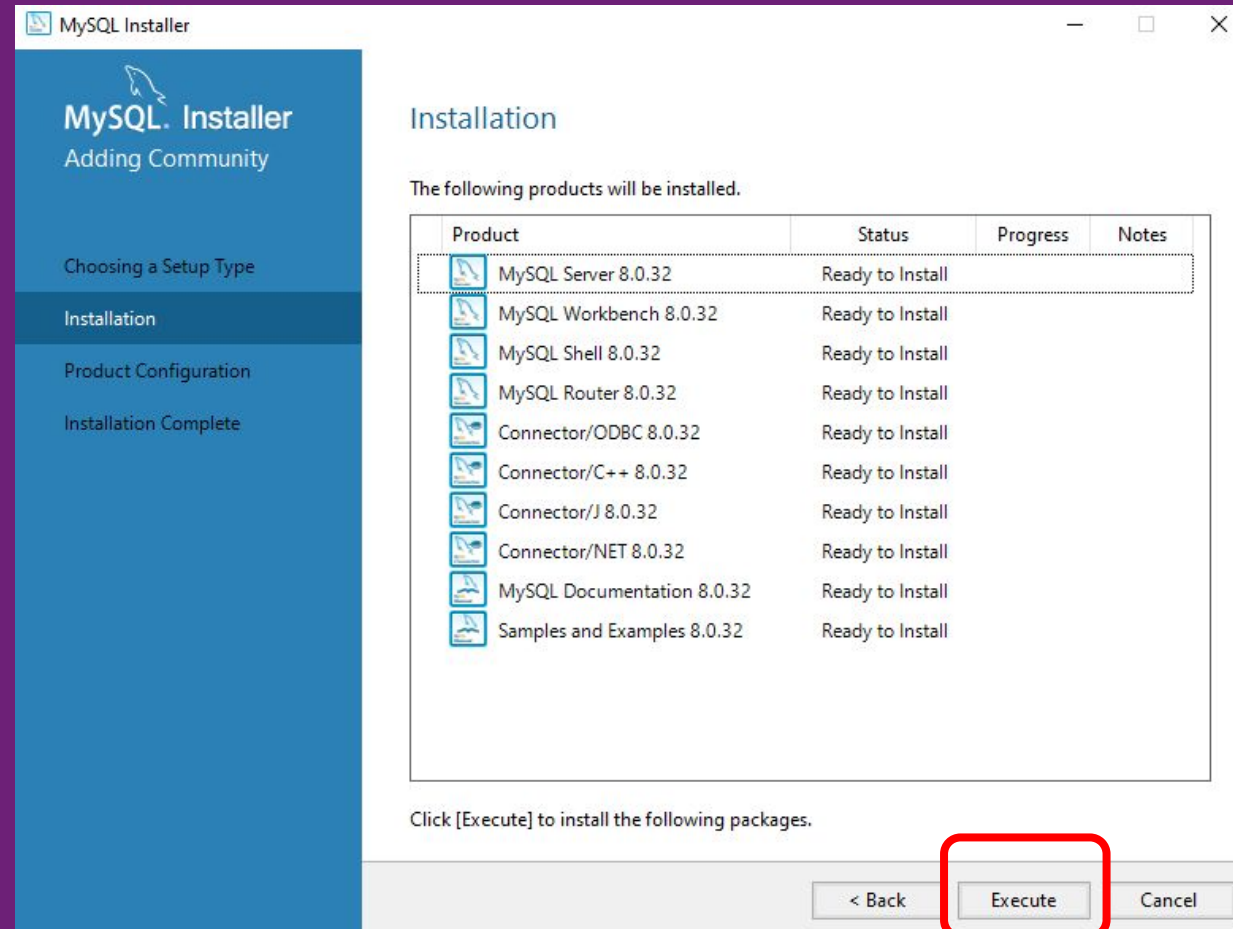 MySQL Installer
MySQL. Installer
Adding Community
Choosing a Setup Type
Installation
Product Configuration
Installation Complete
Installation
The following products will be installed.
Product Status Progress Notes
MySQL Server 8.0.32 Ready to Install
MySQL Workbench 8.0.32 Ready to Install
MySQL Shell 8.0.32 Ready to Install
MySQL Router 8.0.32 Ready to Install
Connector/ODBC 8.0.32 Ready to Install
Connector/C++ 8.0.32 Ready to Install
Connector/J 8.0.32 Ready to Install
Connector/NET 8.0.32 Ready to Install
MySQL Documentation 8.0.32 Ready to Install
Samples and Examples 8.0.32 Ready to Install
Click [Execute] to install the following packages.
< Back Execute Cancel